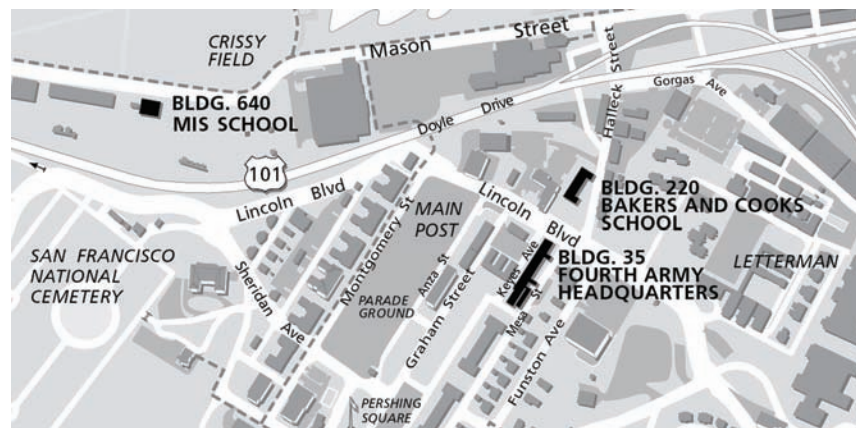 CRISSY
FIELD
Mason Street
BLDG. 640
MIS SCHOOL
Doyle Drive
Halleck Street
Gorgas Ave
101
Lincoln Blvd
Montgomery St
MAIN
POST
Lincoln Blvd
BLDG. 220
BAKERS AND COOKS
SCHOOL
SAN FRANCISCO
NATIONAL
CEMETERY
Sheridan Ave
PARADE
GROUND
Anza St
Graham Street
Keyes Ave
BLDG. 35
FOURTH ARMY
HEADQUARTERS
Mesa St
Funston Ave
LETTERMAN
PERSHING
SQUARE